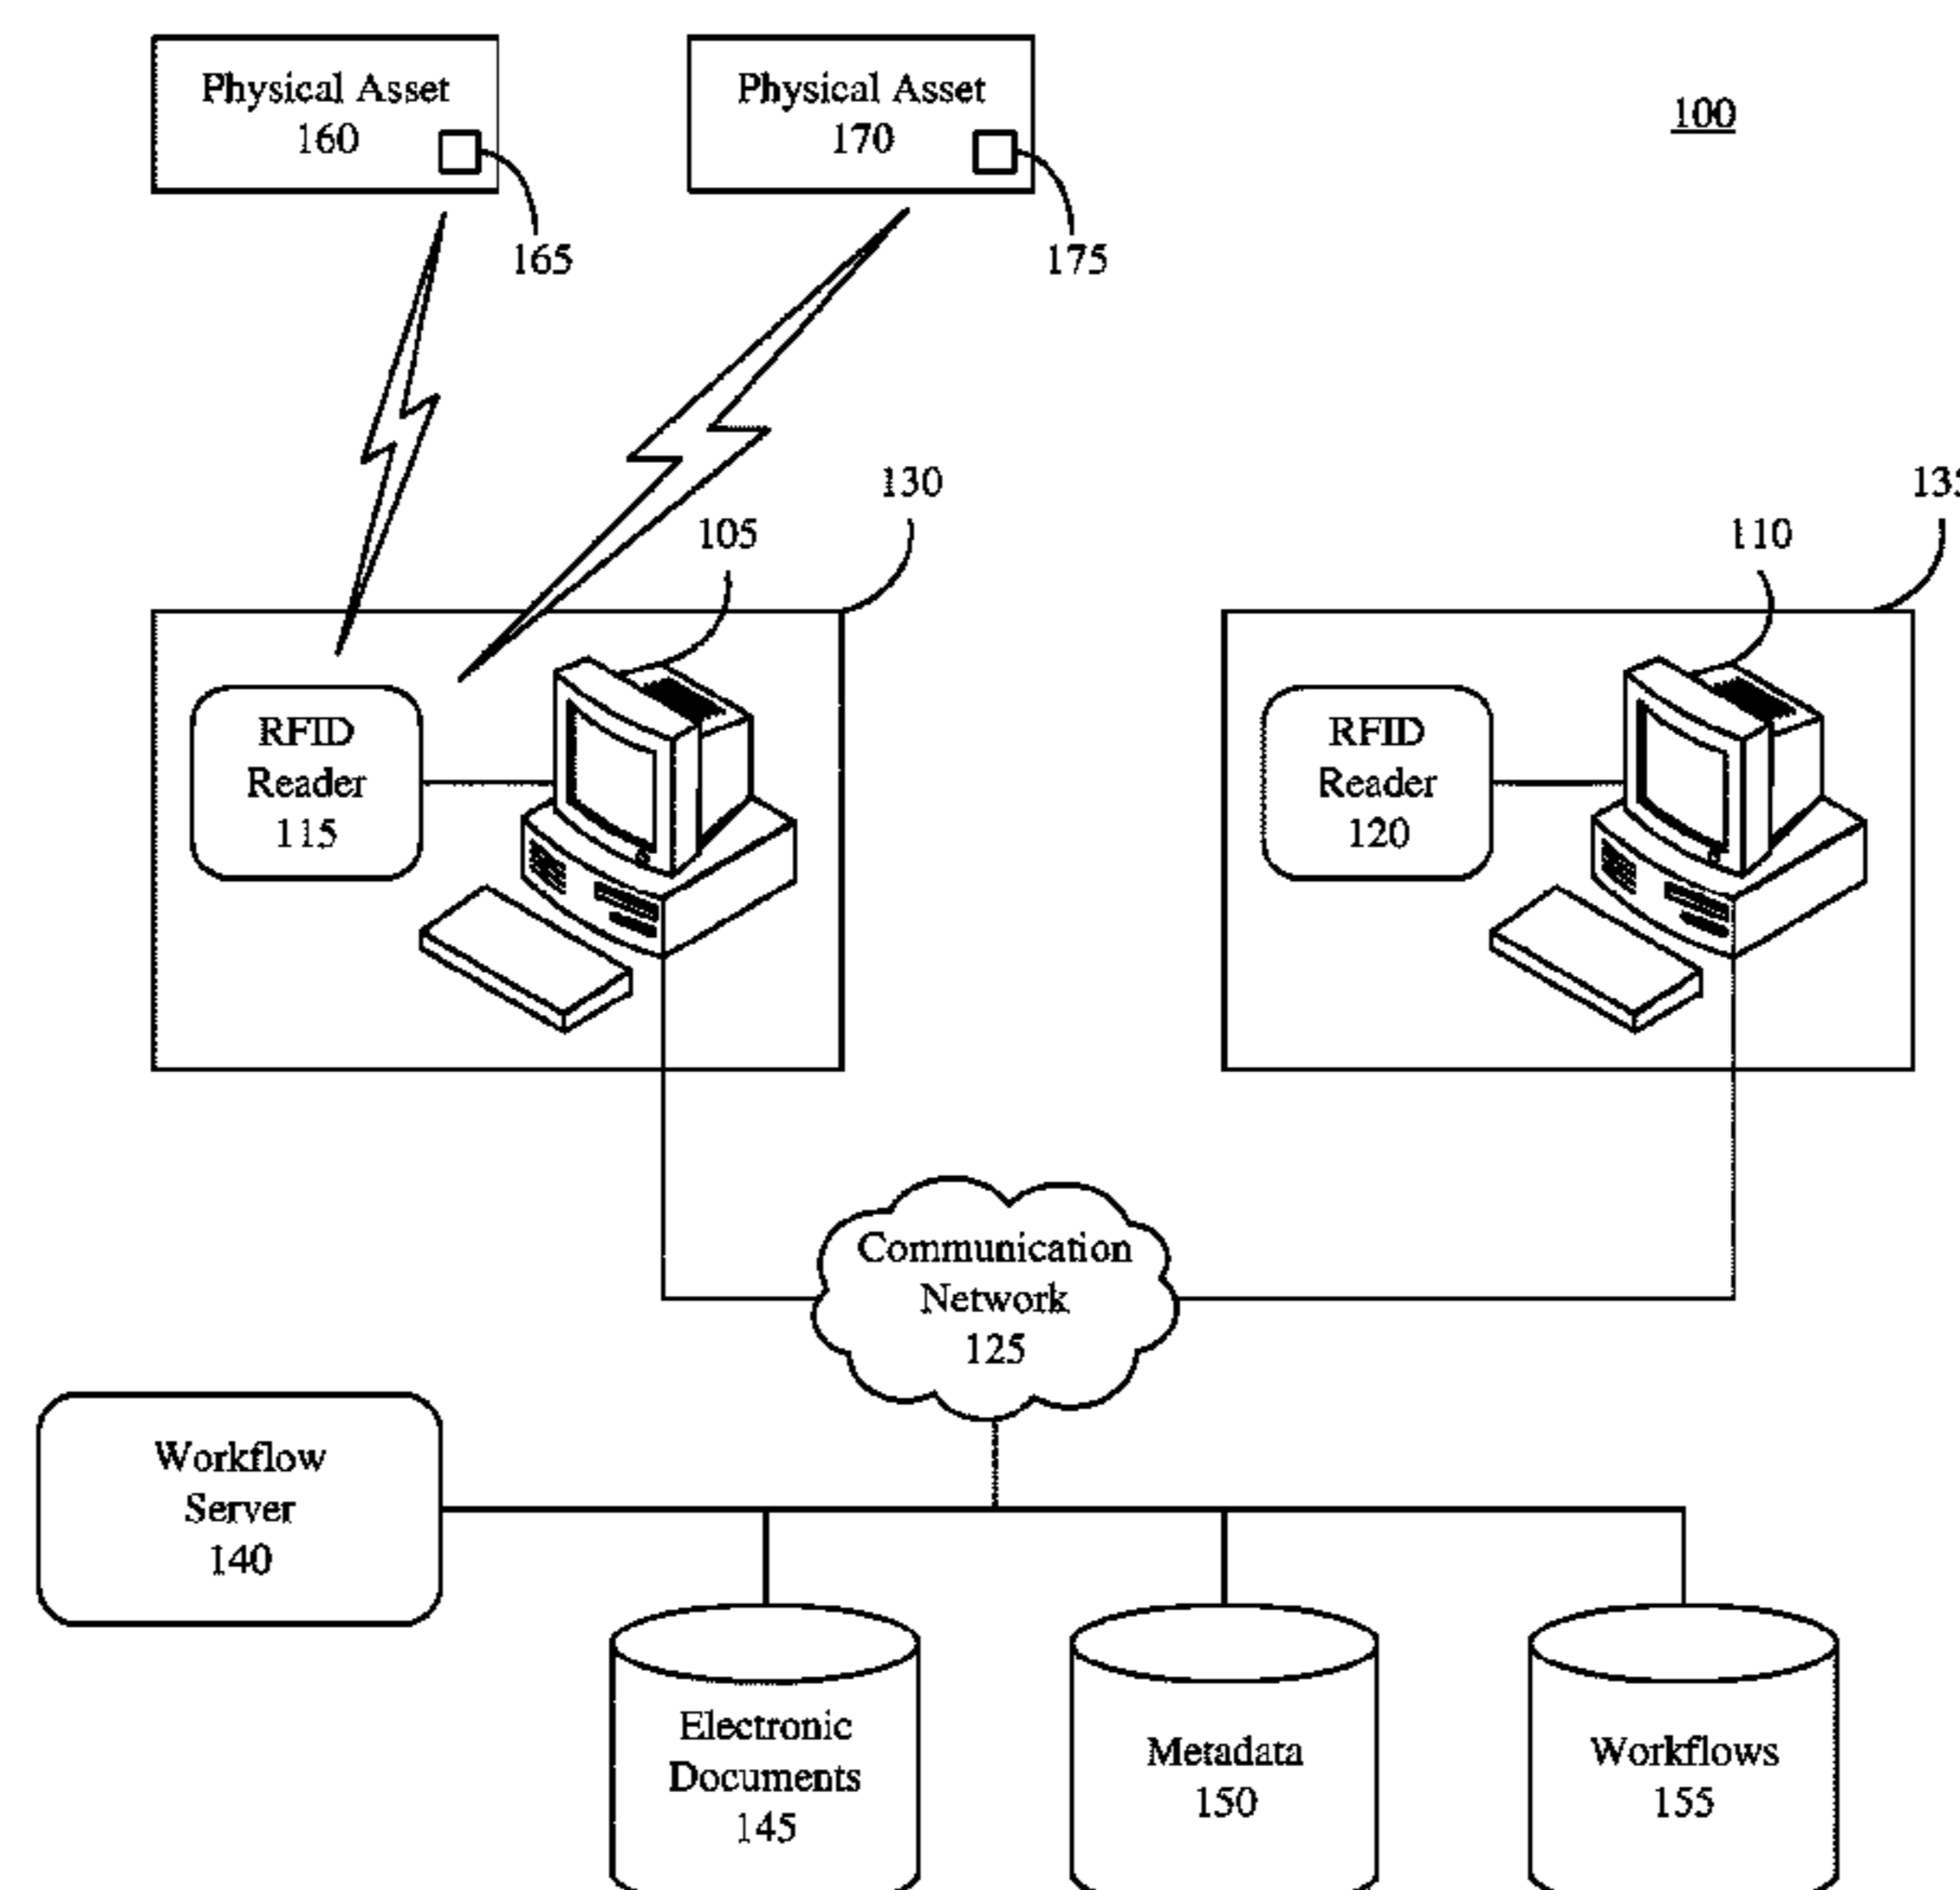 Physical Asset
160
Physical Asset
170
100
165
175
130
105
110
RFID
Reader
115
RFID
Reader
120
Communication
Network
125
Workflow
Server
140
Electronic
Documents
145
Metadata
150
Workflows
155